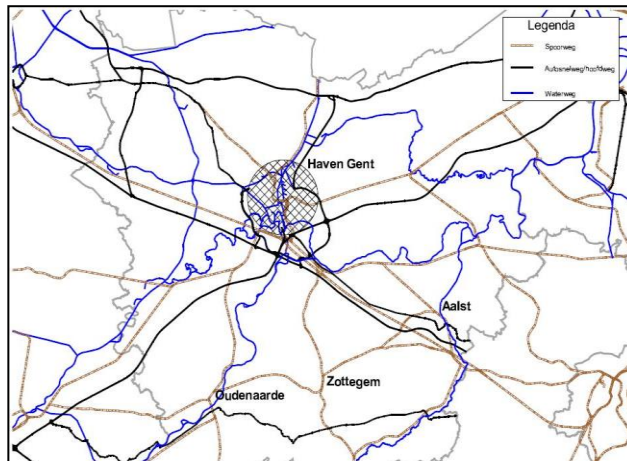 Legenda
Spoorweg
Autosnelweg/hoofdweg
Waterweg
Haven Gent
Aalst
Zottegem
Oudenaarde